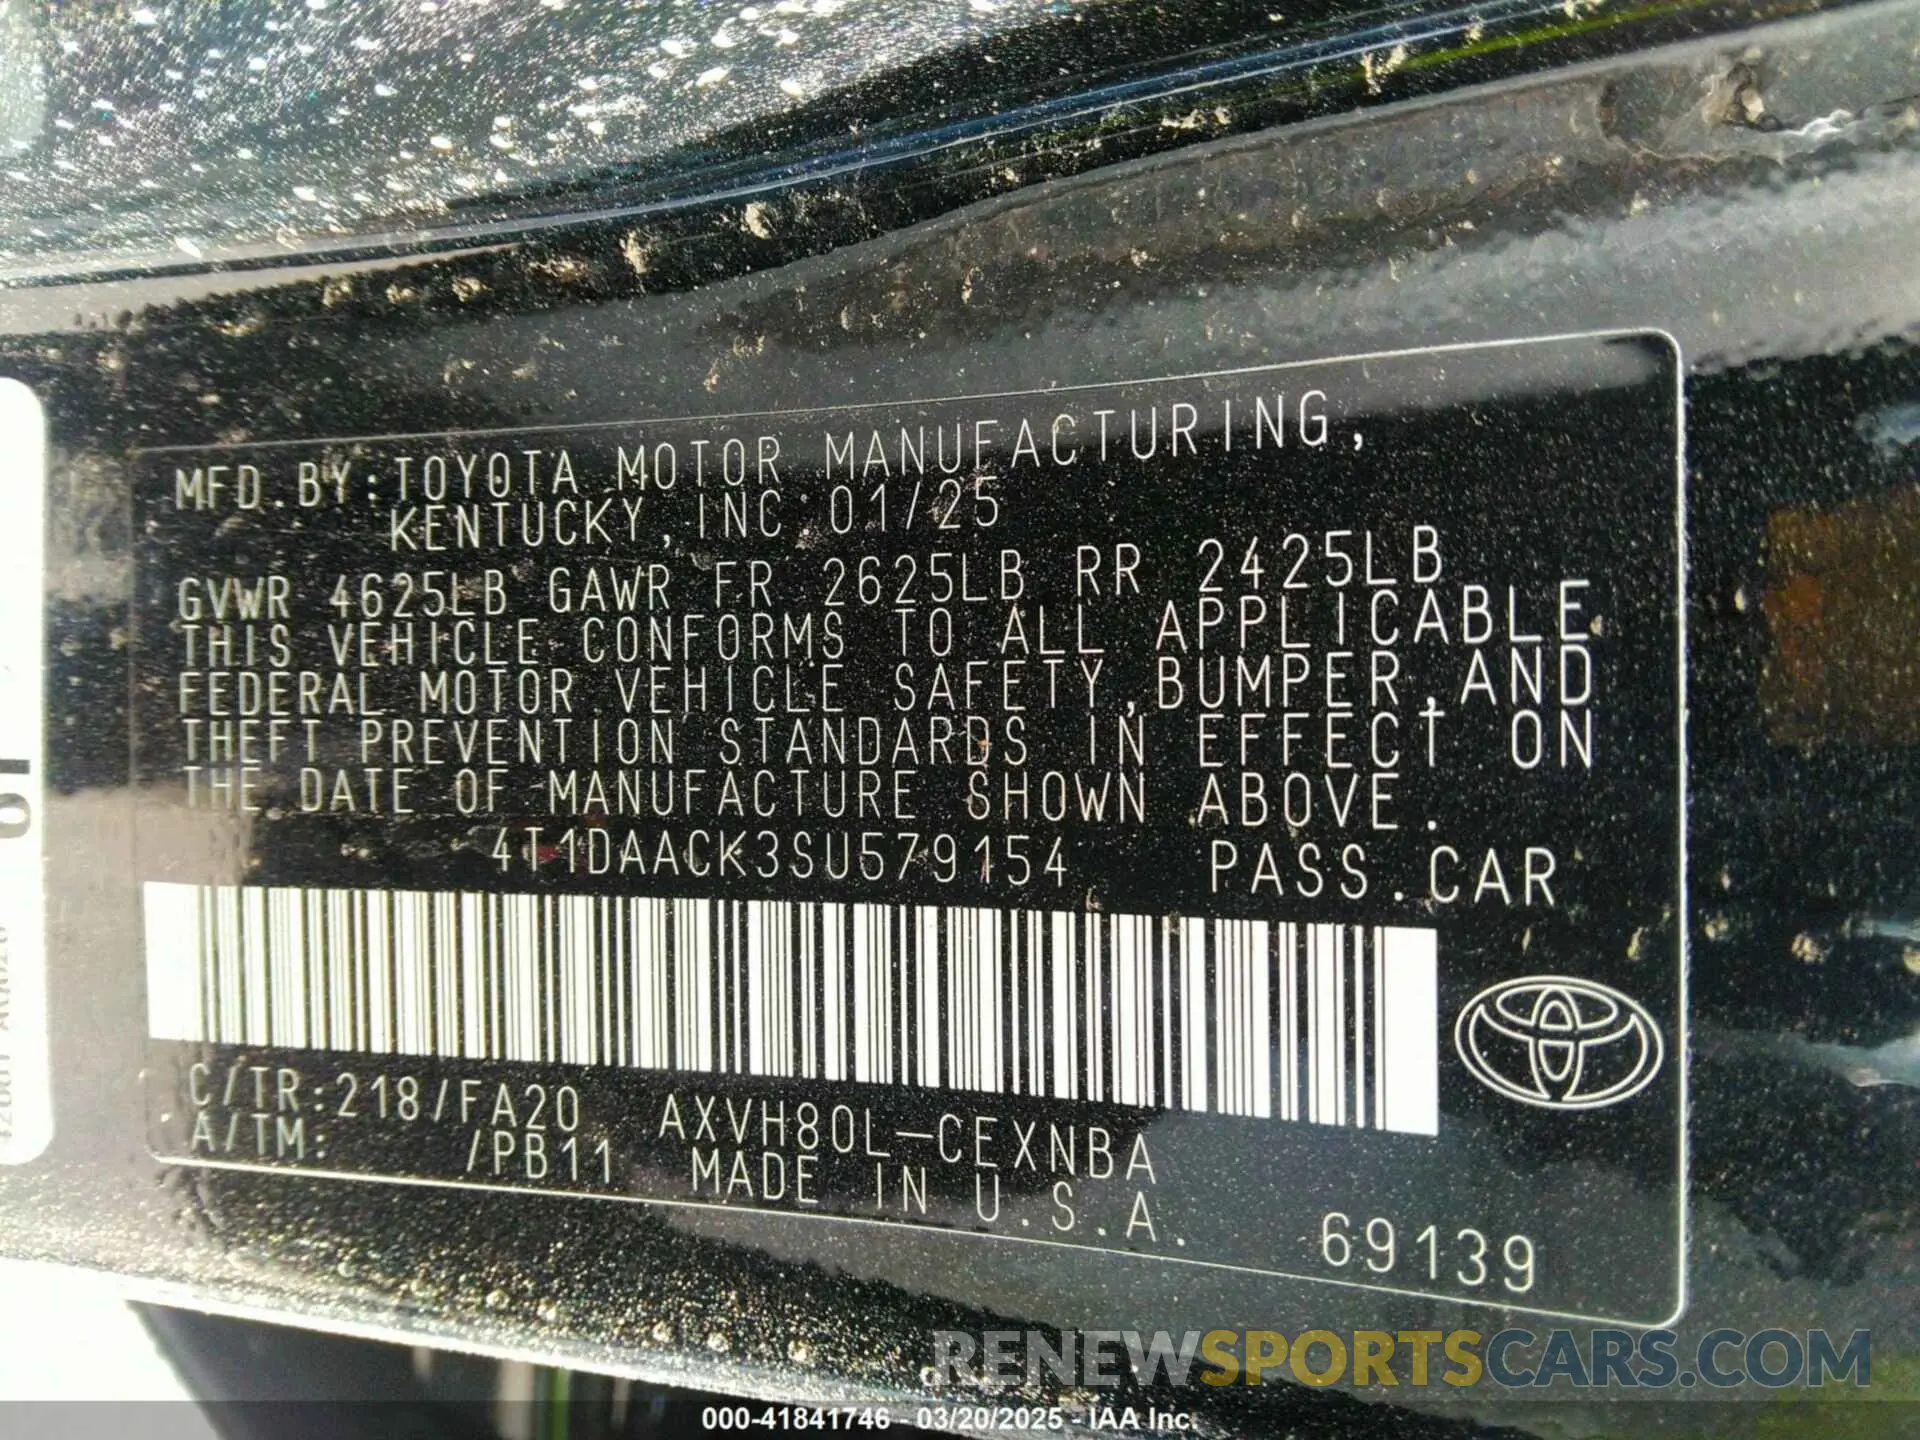 MFD.BY:TOYOTA MOTOR MANUFACTURING,
KENTUCKY,INC 01/25
GVWR 4625LB GAWR FR 2625LB RR 2425LB
THIS VEHICLE CONFORMS TO ALL APPLICABLE
FEDERAL MOTOR VEHICLE SAFETY,BUMPER,AND
THEFT PREVENTION STANDARDS IN EFFECT ON
THE DATE OF MANUFACTURE SHOWN ABOVE.
4T1DAACK3SU579154 PASS.CAR
C/TR:218/FA20 AXVH80L-CEXNBA
A/TM: /PB11 MADE IN U.S.A.
69139
RENEWSPORTSCARS.COM
000-41841746 - 03/20/2025 - IAA Inc.